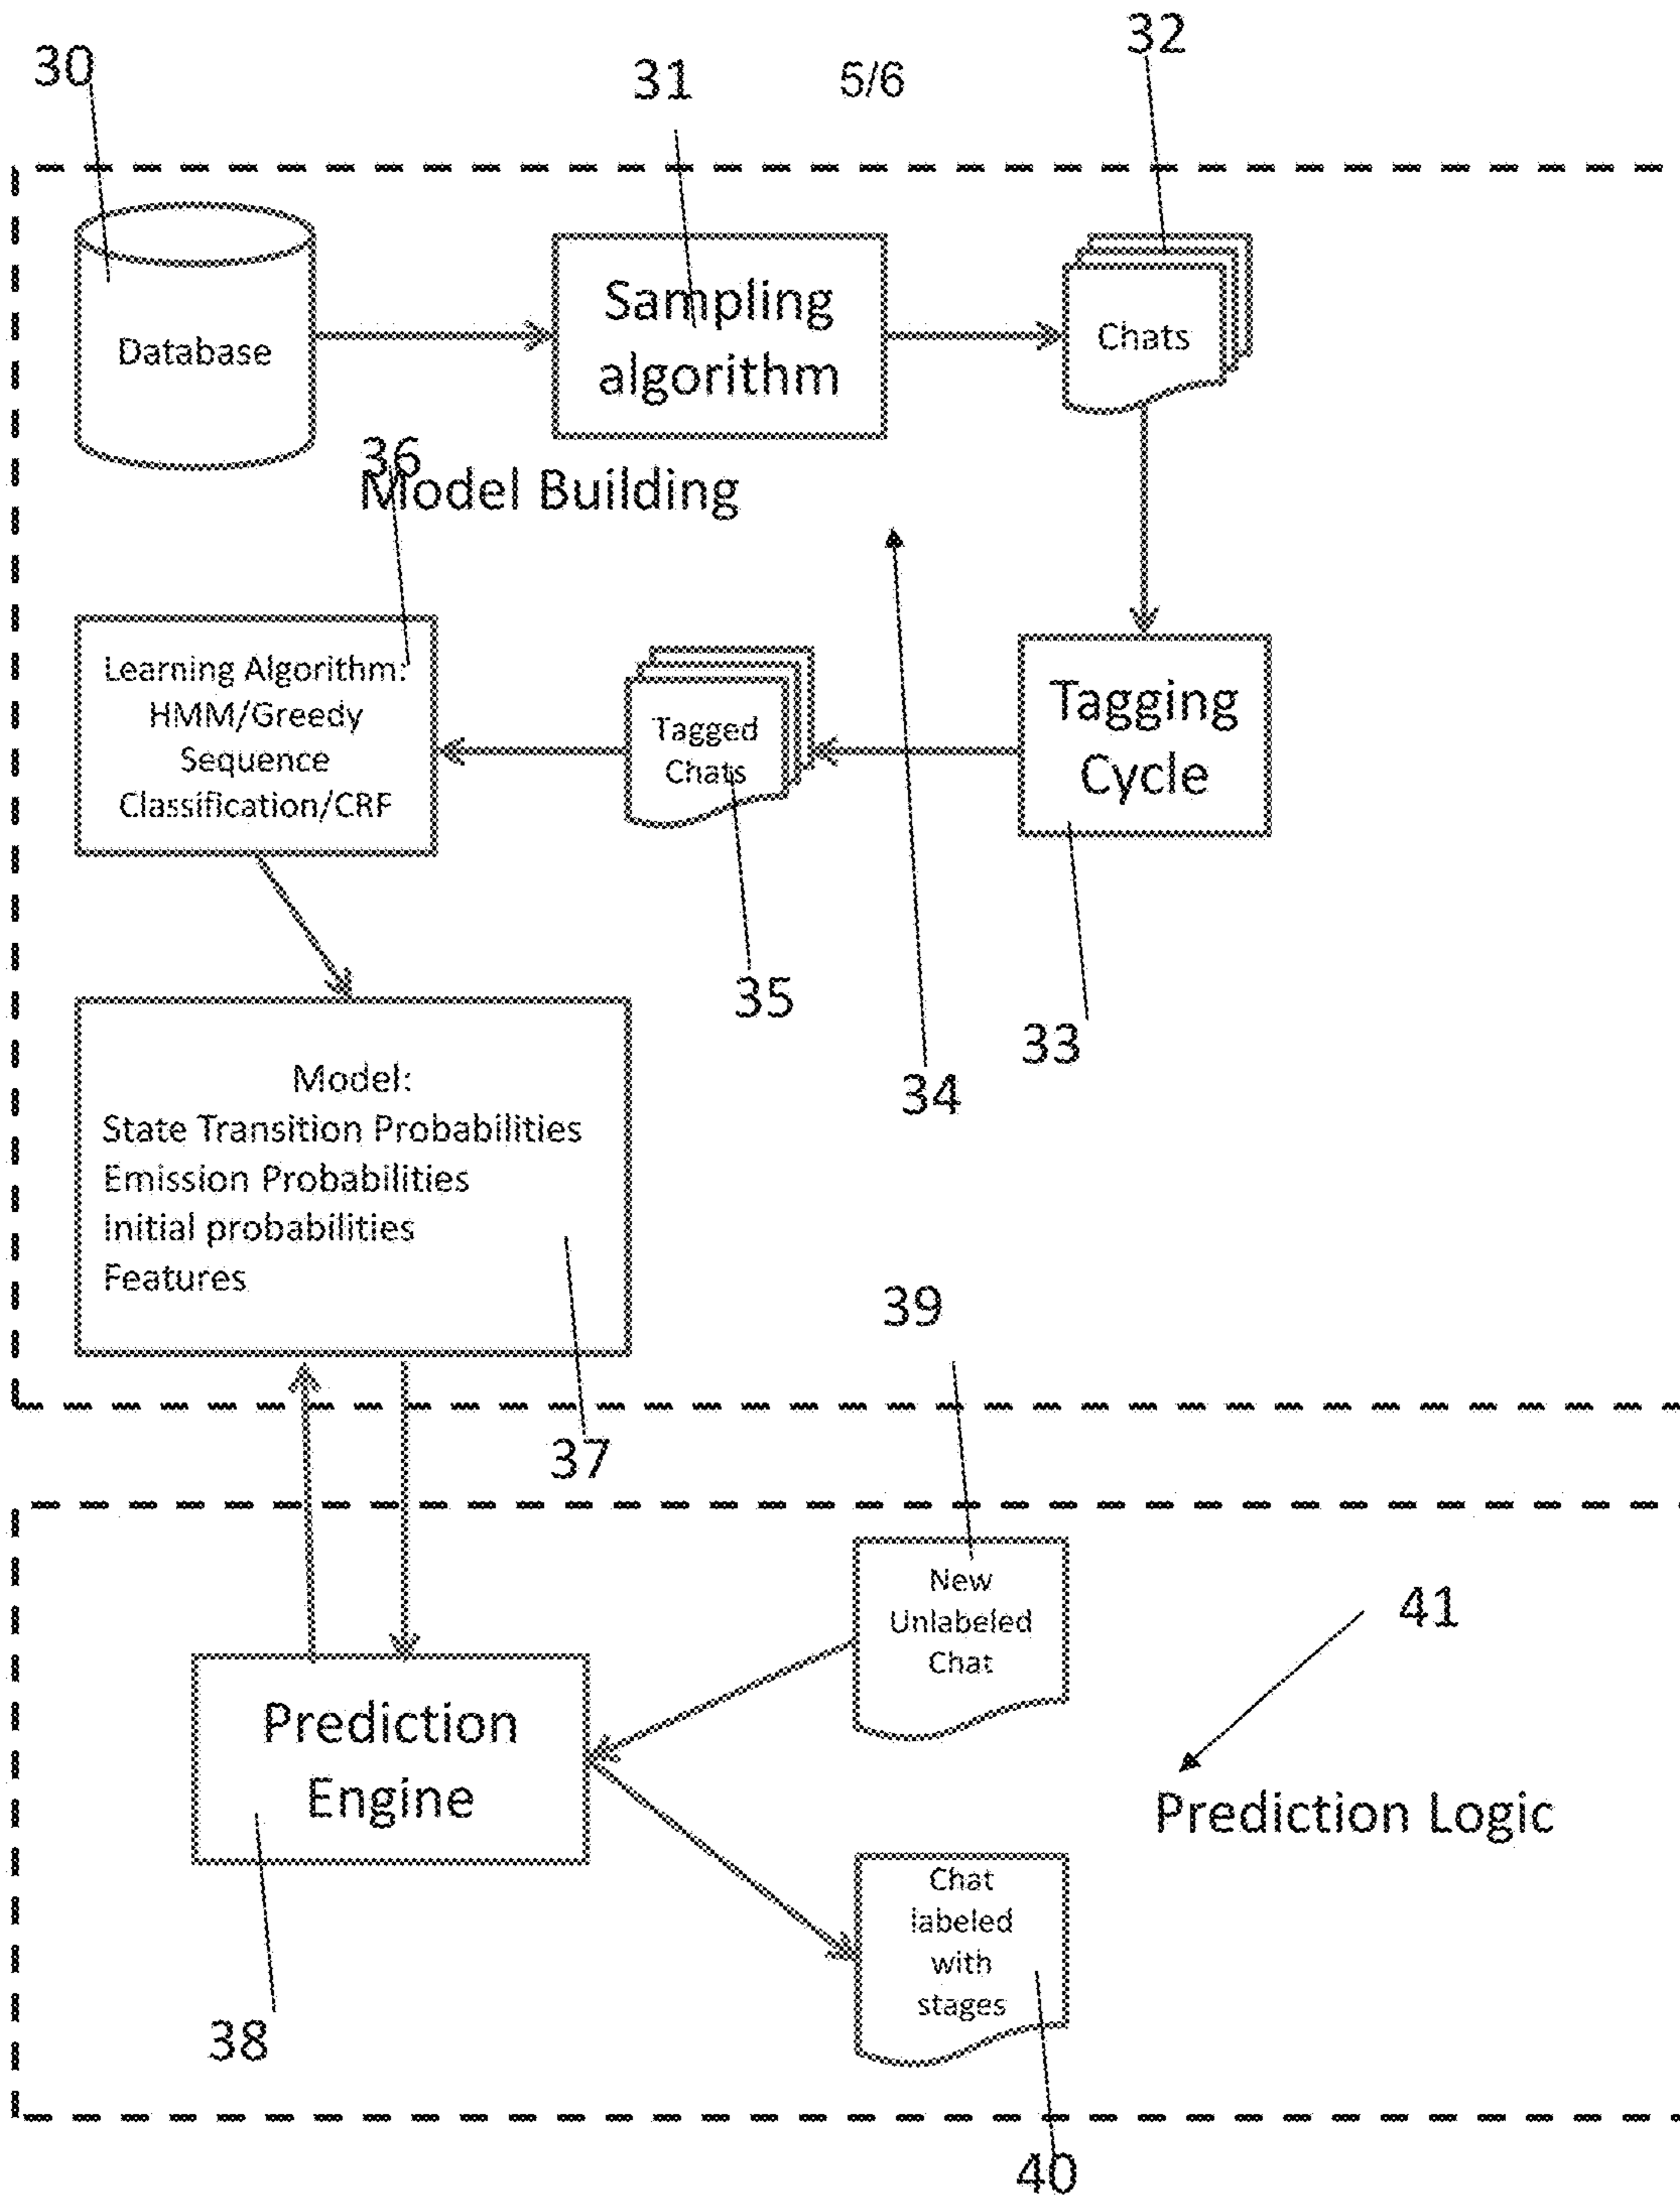 32
30
31
5/6
Database
Sampling
algorithm
Chats
36
Model Building
Learning Algorithm:
HMM/Greedy
Sequence
Classification/CRF
Tagged
Chats
Tagging
Cycle
35
33
34
Model:
State Transition Probabilities
Emission Probabilities
Initial probabilities
Features
39
37
New
Unlabeled
Chat
41
Prediction
Engine
Prediction Logic
Chat
labeled
with
stages
38
40